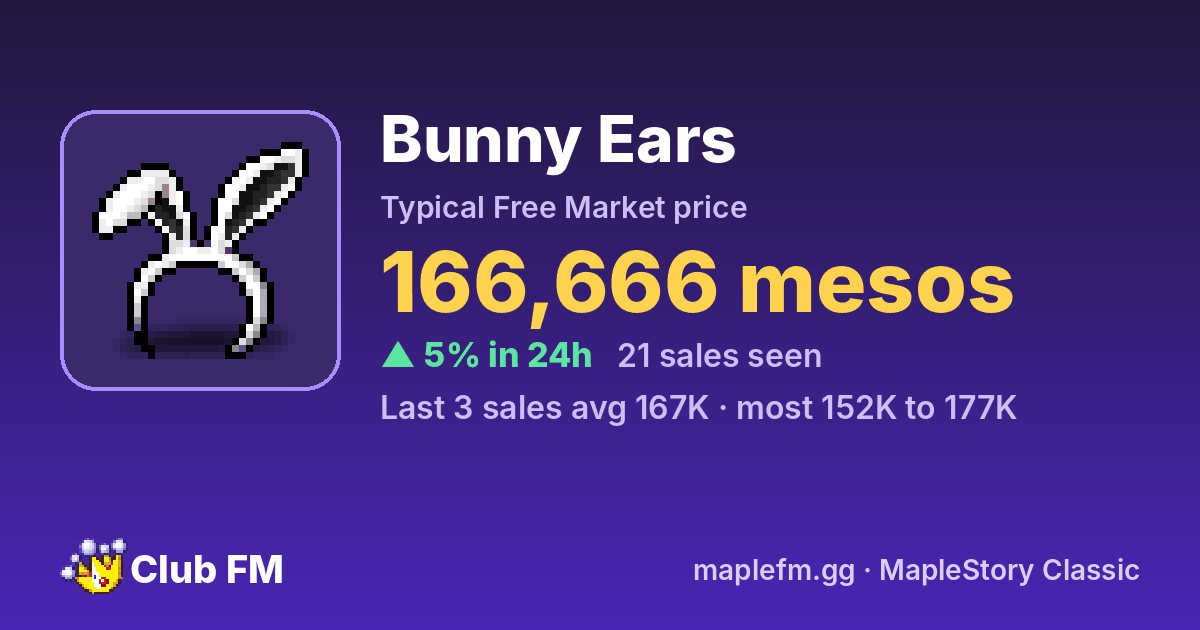 Bunny Ears
Typical Free Market price
166,666 mesos
▲ 5% in 24h 21 sales seen
Last 3 sales avg 167K · most 152K to 177K
Club FM
maplefm.gg · MapleStory Classic